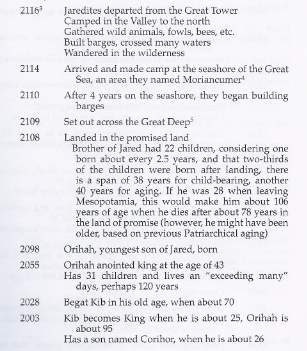 2116³ Jaredites departed from the Great Tower
Camped in the Valley to the north
Gathered wild animals, fowls, bees, etc.
Built barges, crossed many waters
Wandered in the wilderness
2114 Arrived and made camp at the seashore of the Great
Sea, an area they named Moriancumer⁴
2110 After 4 years on the seashore, they began building
barges
2109 Set out across the Great Deep⁵
2108 Landed in the promised land
Brother of Jared had 22 children, considering one
born about every 2.5 years, and that two-thirds
of the children were born after landing, there
is a span of 38 years for child-bearing, another
40 years for aging. If he was 28 when leaving
Mesopotamia, this would make him about 106
years of age when he dies after about 78 years in
the land of promise (however, he might have been
older, based on previous Patriarchical aging)
2098 Orihah, youngest son of Jared, born
2055 Orihah anointed king at the age of 43
Has 31 children and lives an "exceeding many"
days, perhaps 120 years
2028 Begat Kib in his old age, when about 70
2003 Kib becomes King when he is about 25, Orihah is
about 95
Has a son named Corihor, when he is about 26